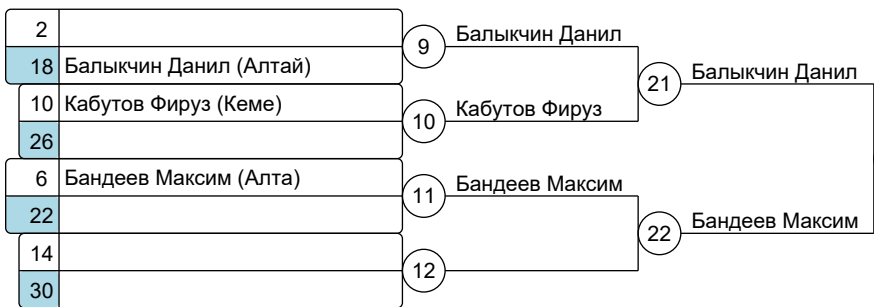 2
9
Балыкчин Данил
18 Балыкчин Данил (Алтай)
21
Балыкчин Данил
10 Кабутов Фируз (Кеме)
10
Кабутов Фируз
26
6 Бандеев Максим (Алта)
11
Бандеев Максим
22
22
Бандеев Максим
14
12
30